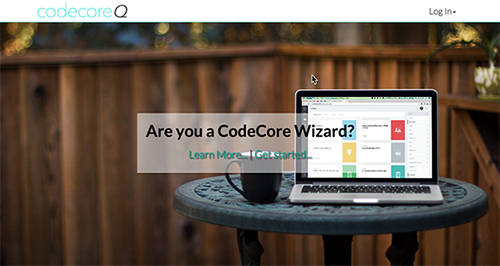 codecore Q
Log In
Are you a CodeCore Wizard?
Learn More... | Get started...